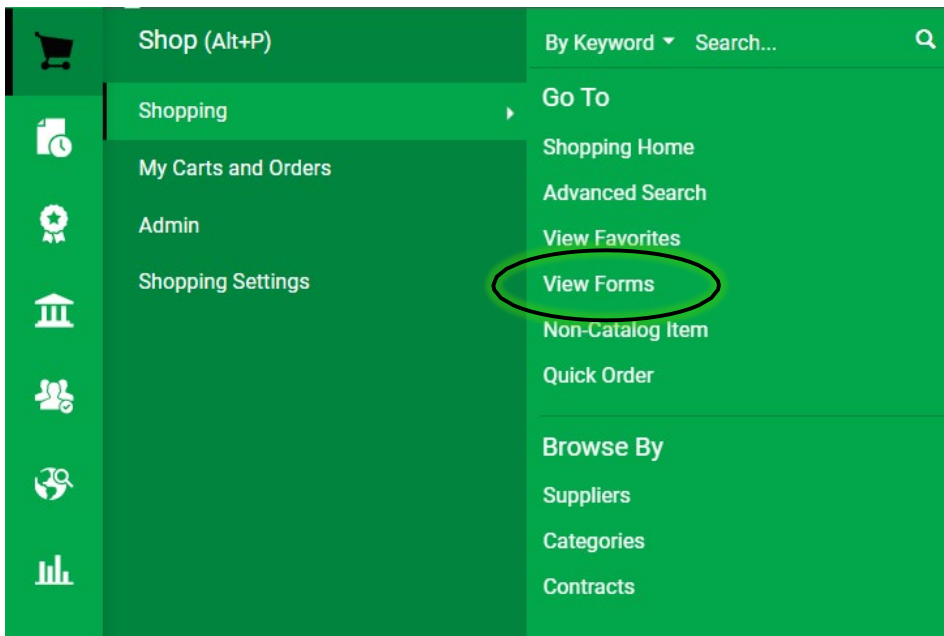 Shop (Alt+P)
Shopping
My Carts and Orders
Admin
Shopping Settings
By Keyword Search...
Go To
Shopping Home
Advanced Search
View Favorites
View Forms
Non-Catalog Item
Quick Order
Browse By
Suppliers
Categories
Contracts